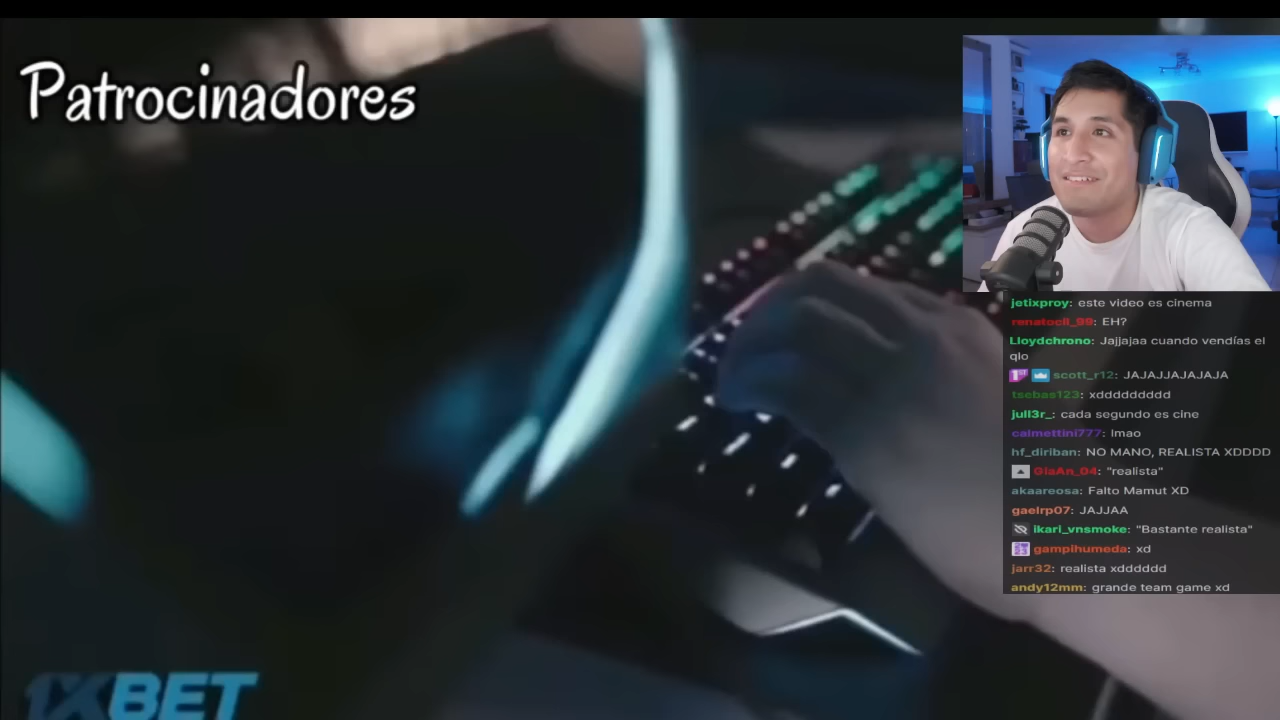 Patrocinadores
1XBET
jetixproy: este video es cinema
renatocil_99: EH?
Lloydchrono: Jajjajaa cuando vendías el
qlo
scott_r12: JAJAJJAJAJAJA
tsebas123: xddddddddd
jull3r_: cada segundo es cine
calmettini777: lmao
hf_diriban: NO MANO, REALISTA XDDDD
GlaAn_04: "realista"
akaareosa: Falto Mamut XD
gaelrp07: JAJJAA
ikari_vnsmoke: "Bastante realista"
gampihumeda: xd
jarr32: realista xdddddd
andy12mm: grande team game xd